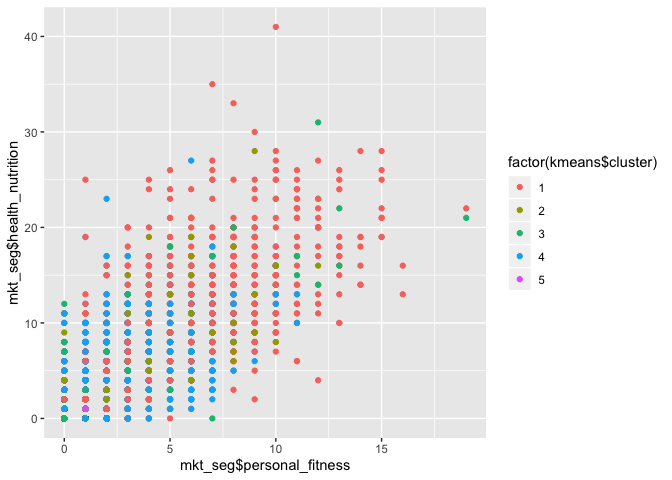 40
30
20
10
0
mkt_seg$health_nutrition
0 5 10 15
mkt_seg$personal_fitness
factor(kmeans$cluster)
1
2
3
4
5